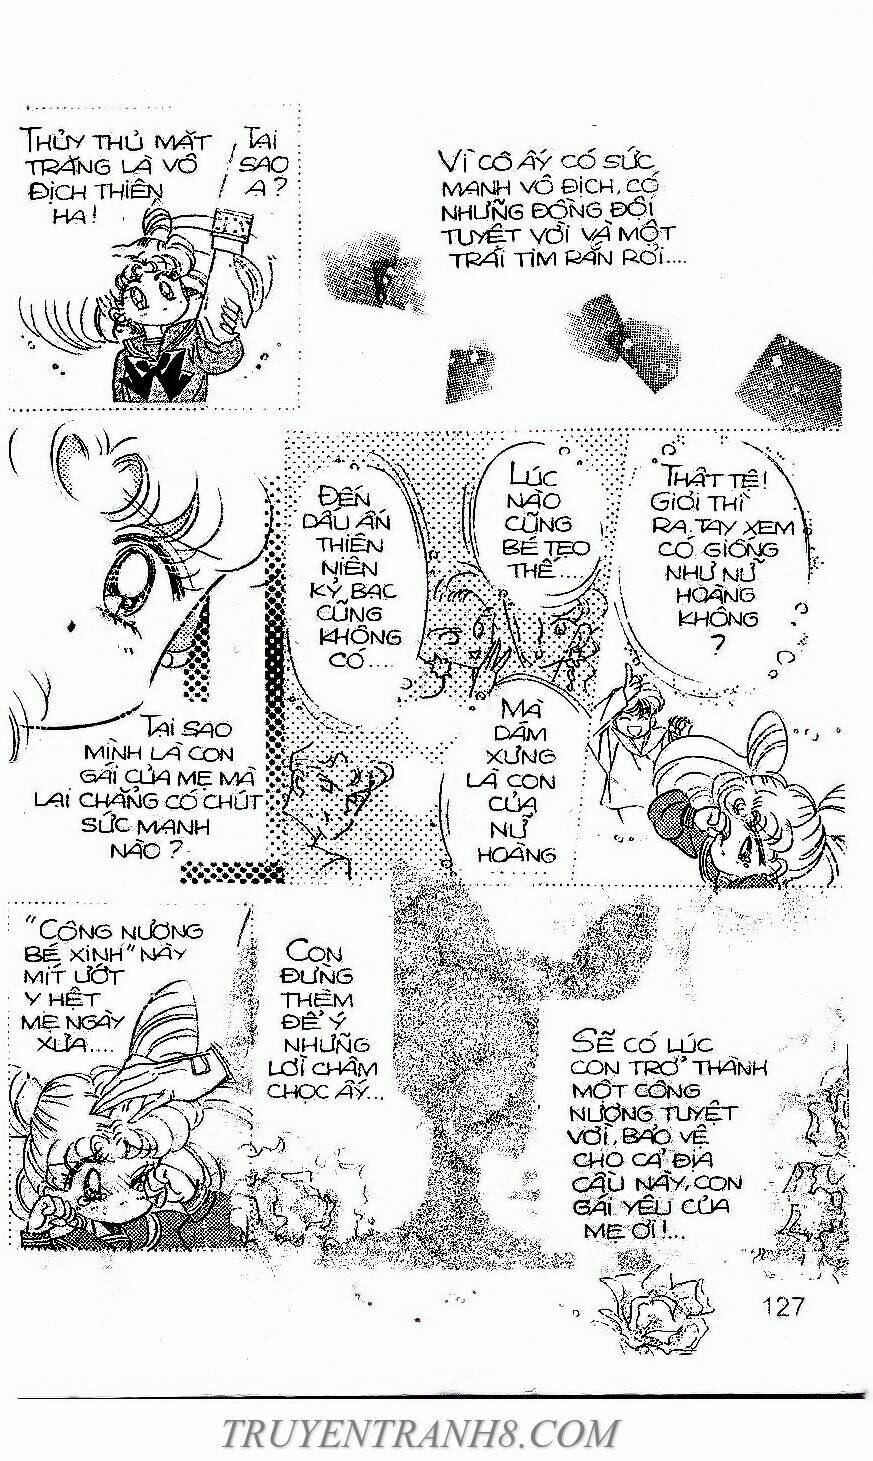 THỦY THỦ MẶT
TRĂNG LÀ VÔ
ĐỊCH THIÊN
HẠ!
TẠI
SAO
Ạ?
VÌ CÔ ẤY CÓ SỨC
MẠNH VÔ ĐỊCH, CÓ
NHỮNG ĐỒNG ĐỘI
TUYỆT VỜI VÀ MỘT
TRÁI TIM RẮN RỎI....
THẬT TỆ!
GIỎI THÌ
RA TAY XEM
CÓ GIỐNG
NHƯ NỮ
HOÀNG
KHÔNG
?
LÚC
NÀO
CŨNG
BÉ TẸO
THẾ....
ĐẾN
DẤU ẤN
THIÊN
NIÊN
KỶ BẠC
CŨNG
KHÔNG
CÓ....
MÀ
DÁM
XƯNG
LÀ CON
CỦA
NỮ
HOÀNG
TẠI SAO
MÌNH LÀ CON
GÁI CỦA MẸ MÀ
LẠI CHẲNG CÓ CHÚT
SỨC MẠNH
NÀO?
"CÔNG NƯƠNG
BÉ XINH" NÀY
MÍT ƯỚT
Y HỆT
MẸ NGÀY
XƯA....
CON
ĐỪNG
THÈM
ĐỂ Ý
NHỮNG
LỜI CHÂM
CHỌC ẤY...
SẼ CÓ LÚC
CON TRỞ THÀNH
MỘT CÔNG
NƯƠNG TUYỆT
VỜI, BẢO VỆ
CHO CẢ ĐỊA
CẦU NÀY, CON
GÁI YÊU CỦA
MẸ ƠI!...
127
TRUYENTRANH8.COM